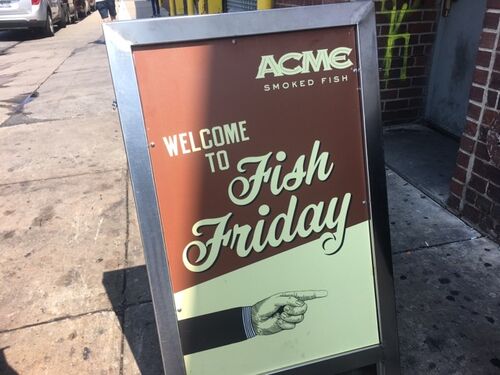 ACME
SMOKED FISH
WELCOME
TO Fish
Friday